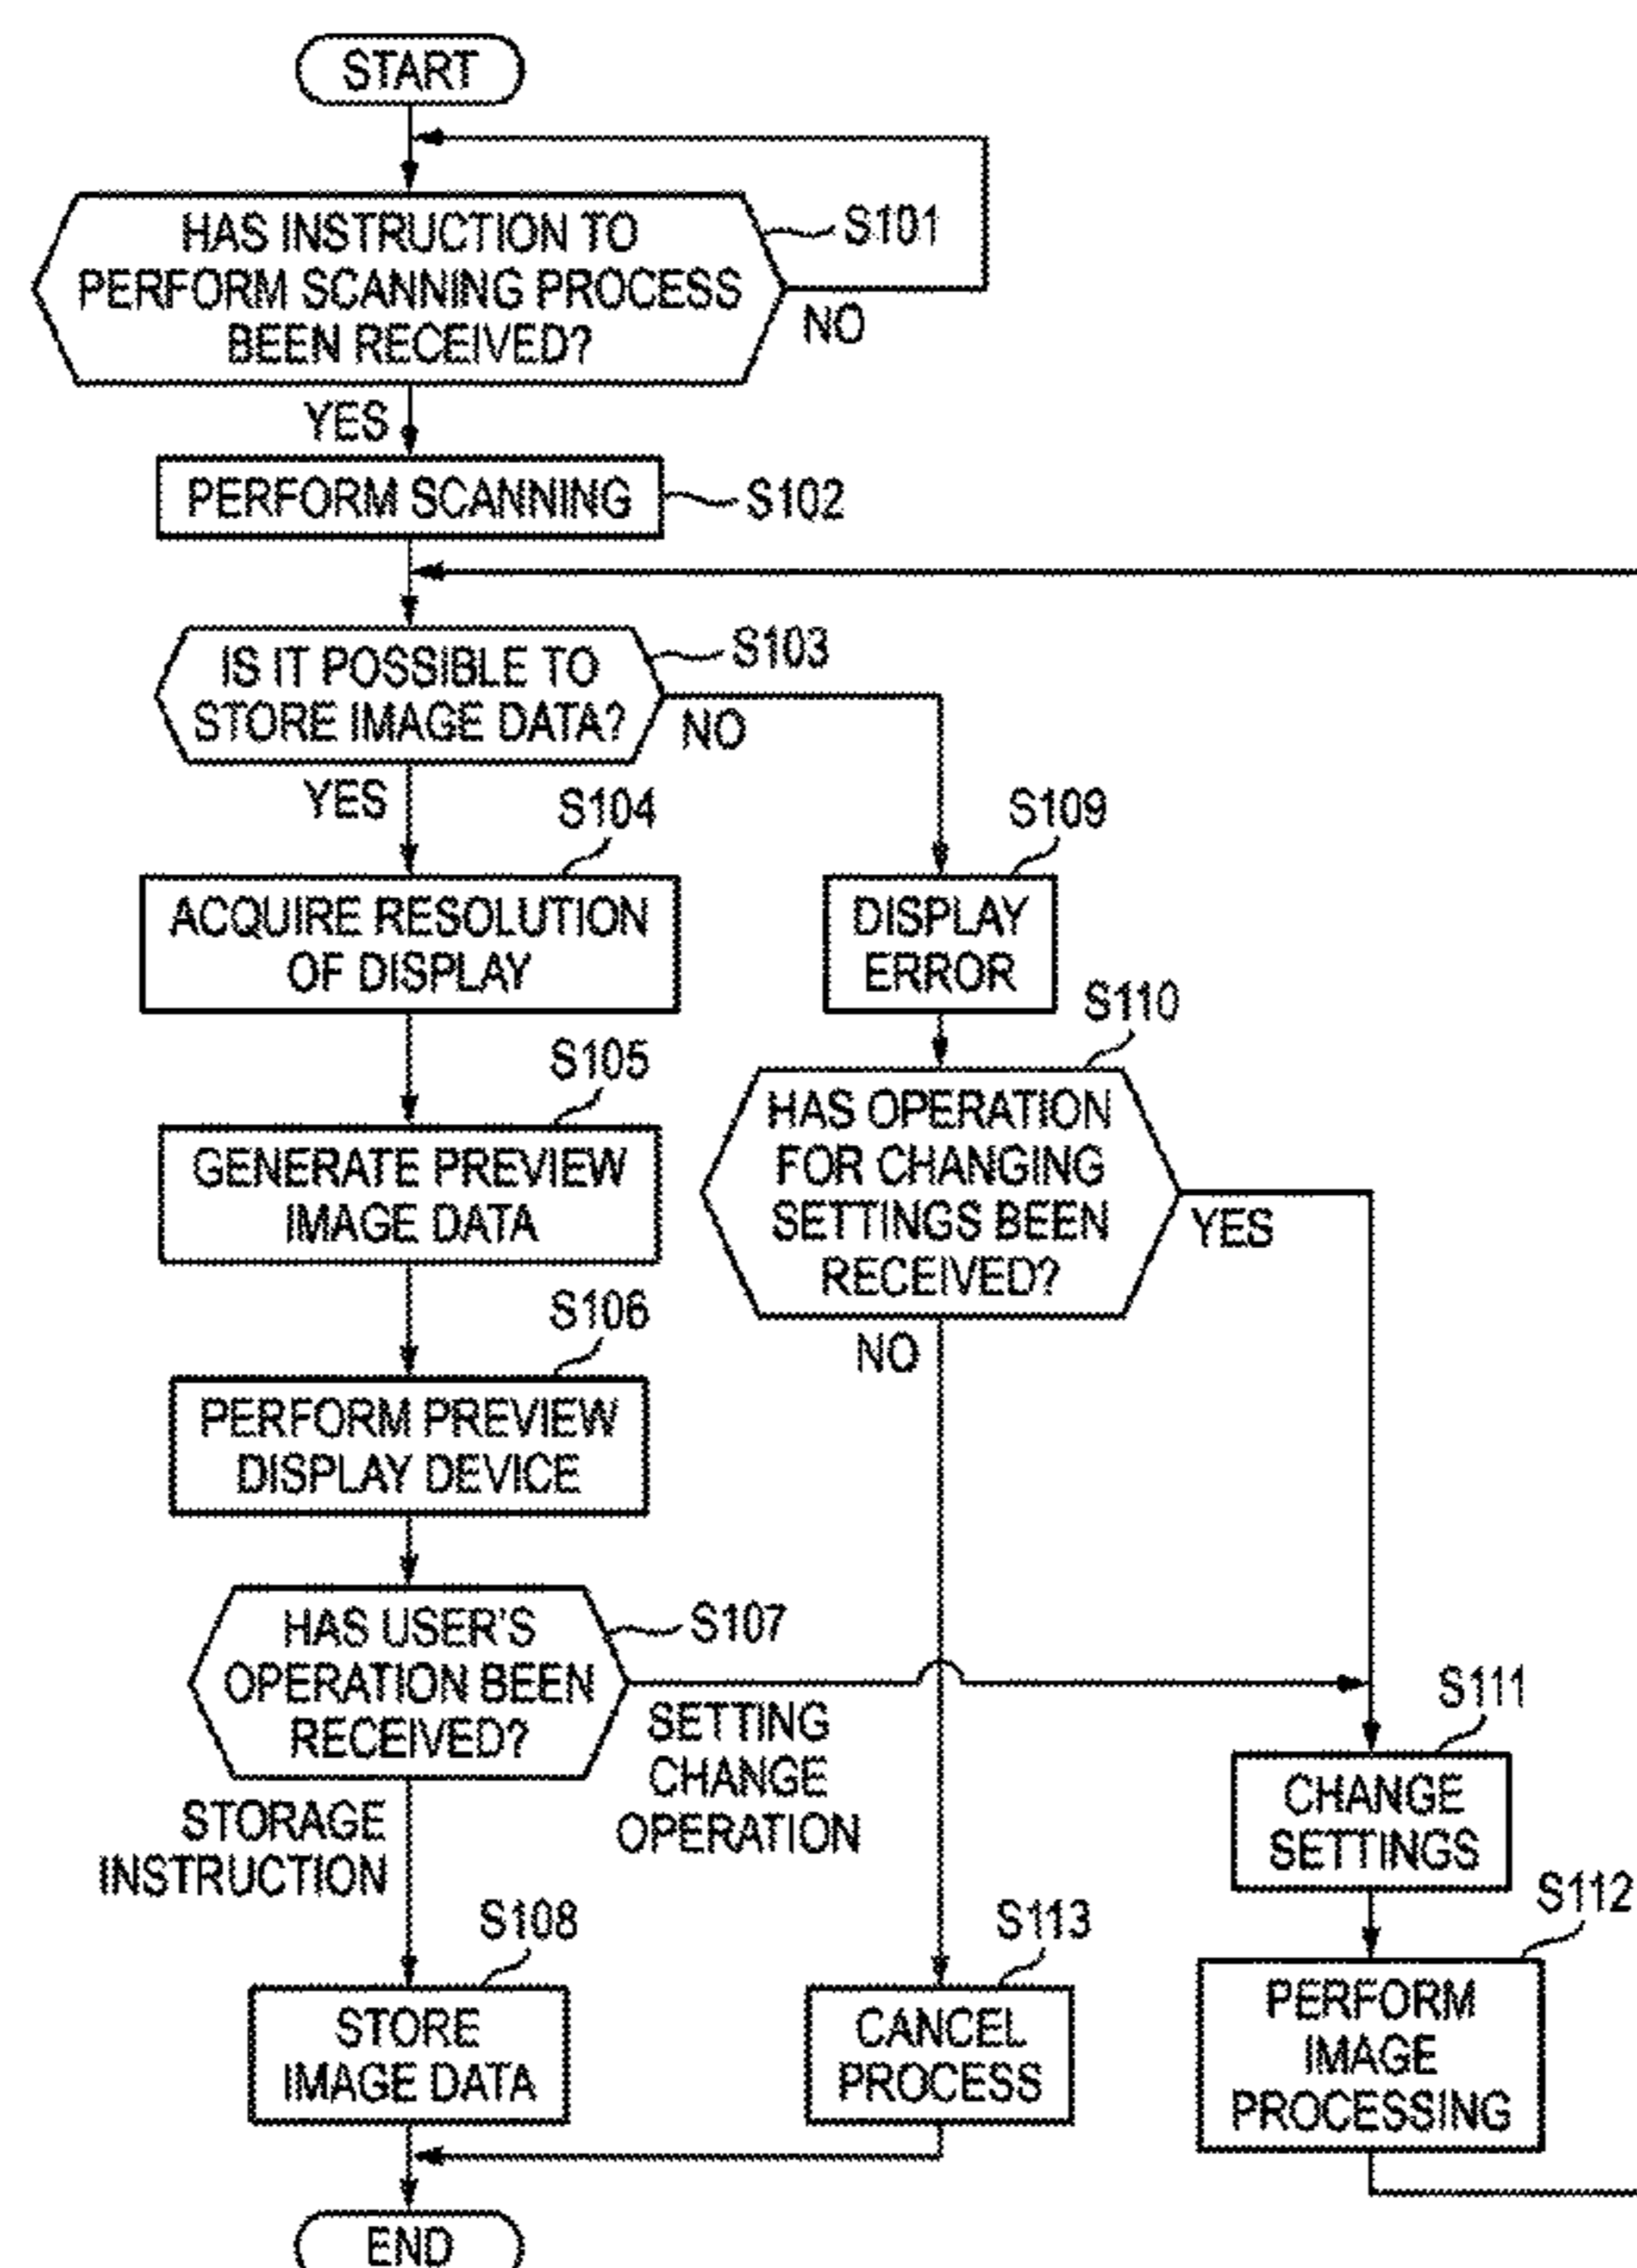 START
HAS INSTRUCTION TO
PERFORM SCANNING PROCESS
BEEN RECEIVED?
S101
NO
YES
PERFORM SCANNING
S102
IS IT POSSIBLE TO
STORE IMAGE DATA?
S103
NO
YES
S104
ACQUIRE RESOLUTION
OF DISPLAY
S109
DISPLAY
ERROR
S105
GENERATE PREVIEW
IMAGE DATA
S110
HAS OPERATION
FOR CHANGING
SETTINGS BEEN
RECEIVED?
YES
NO
S106
PERFORM PREVIEW
DISPLAY DEVICE
HAS USER'S
OPERATION BEEN
RECEIVED?
S107
SETTING
CHANGE
OPERATION
STORAGE
INSTRUCTION
S111
CHANGE
SETTINGS
S108
STORE
IMAGE DATA
S113
CANCEL
PROCESS
S112
PERFORM
IMAGE
PROCESSING
END